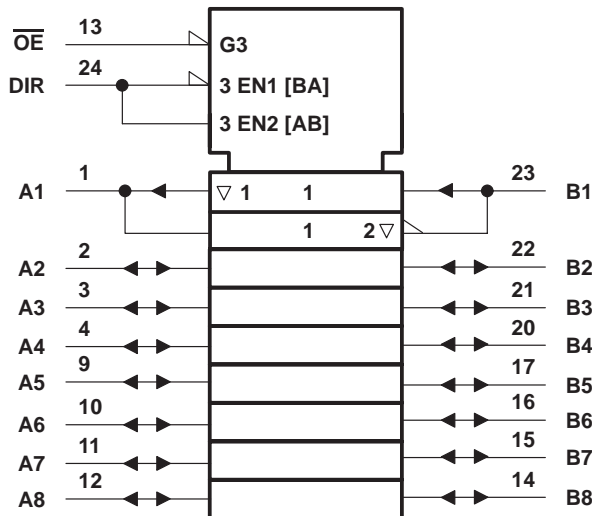 13
OE
G3
24
DIR
3 EN1 [BA]
3 EN2 [AB]
1
23
A1
▽ 1 1
B1
1 2 ▽
2
22
A2
B2
3
21
A3
B3
4
20
A4
B4
9
17
A5
B5
10
16
A6
B6
11
15
A7
B7
12
14
A8
B8